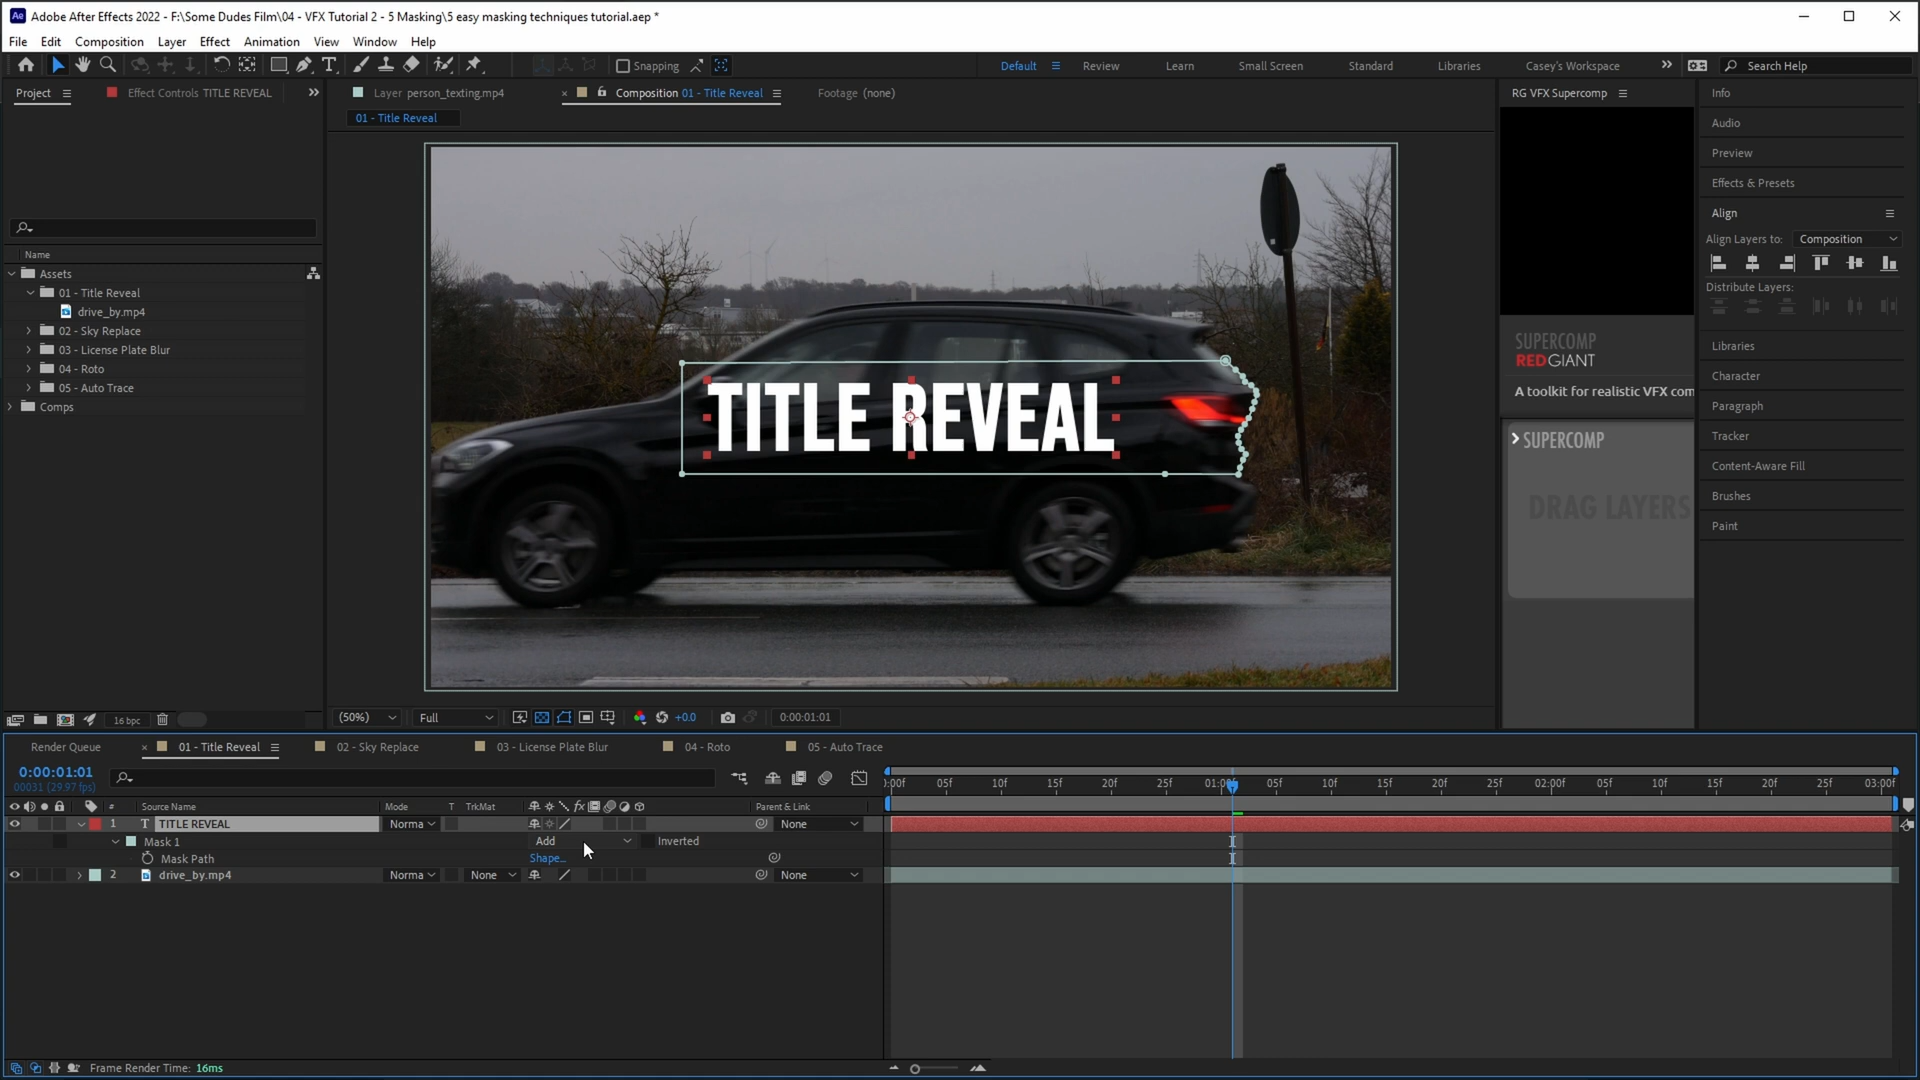 Adobe After Effects 2022 - F:\Some Dudes Film\04 - VFX Tutorial 2 - 5 Masking\5 easy masking techniques tutorial.aep *
File Edit Composition Layer Effect Animation View Window Help
Snapping
Default Review Learn Small Screen Standard Libraries Casey's Workspace Search Help
Project Effect Controls TITLE REVEAL
Layer person_texting.mp4 Composition 01 - Title Reveal Footage (none)
01 - Title Reveal
Name
Assets
01 - Title Reveal
drive_by.mp4
02 - Sky Replace
03 - License Plate Blur
04 - Roto
05 - Auto Trace
Comps
16 bpc
TITLE REVEAL
(50%) Full +0.0 0:00:01:01
RG VFX Supercomp
SUPERCOMP
REDGIANT
A toolkit for realistic VFX com
SUPERCOMP
DRAG LAYERS
Info
Audio
Preview
Effects & Presets
Align
Align Layers to: Composition
Distribute Layers:
Libraries
Character
Paragraph
Tracker
Content-Aware Fill
Brushes
Paint
Render Queue 01 - Title Reveal 02 - Sky Replace 03 - License Plate Blur 04 - Roto 05 - Auto Trace
0:00:01:01
00031 (29.97 fps)
:00f 05f 10f 15f 20f 25f 01:00f 05f 10f 15f 20f 25f 02:00f 05f 10f 15f 20f 25f 03:00f
# Source Name Mode T TrkMat fx Parent & Link
1 T TITLE REVEAL Norma None
Mask 1 Add Inverted
Mask Path Shape...
2 drive_by.mp4 Norma None None
Frame Render Time: 16ms